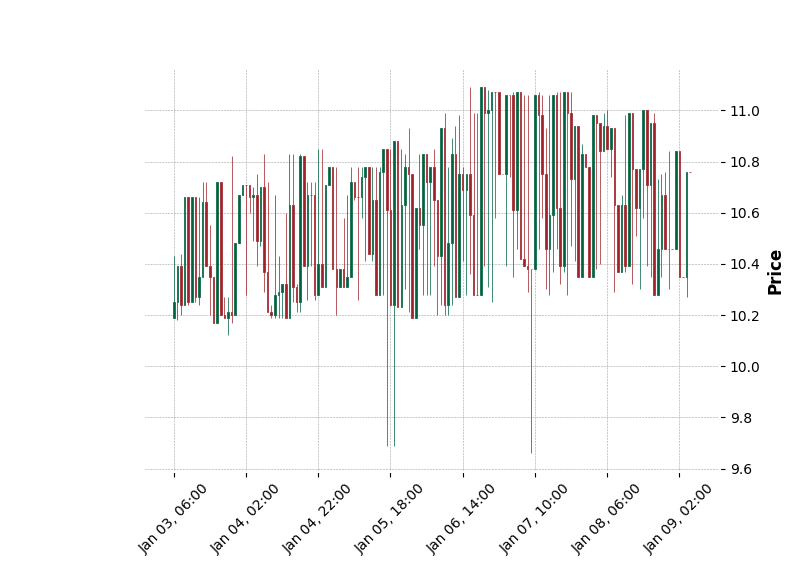 11.0
10.8
10.6
10.4
10.2
10.0
9.8
9.6
Price
Jan 03, 06:00
Jan 04, 02:00
Jan 04, 22:00
Jan 05, 18:00
Jan 06, 14:00
Jan 07, 10:00
Jan 08, 06:00
Jan 09, 02:00